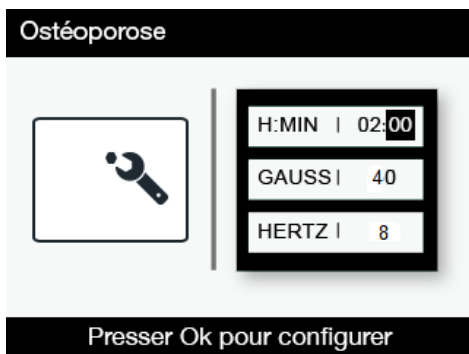 Ostéoporose
H:MIN | 02:00
GAUSS | 40
HERTZ | 8
Presser Ok pour configurer